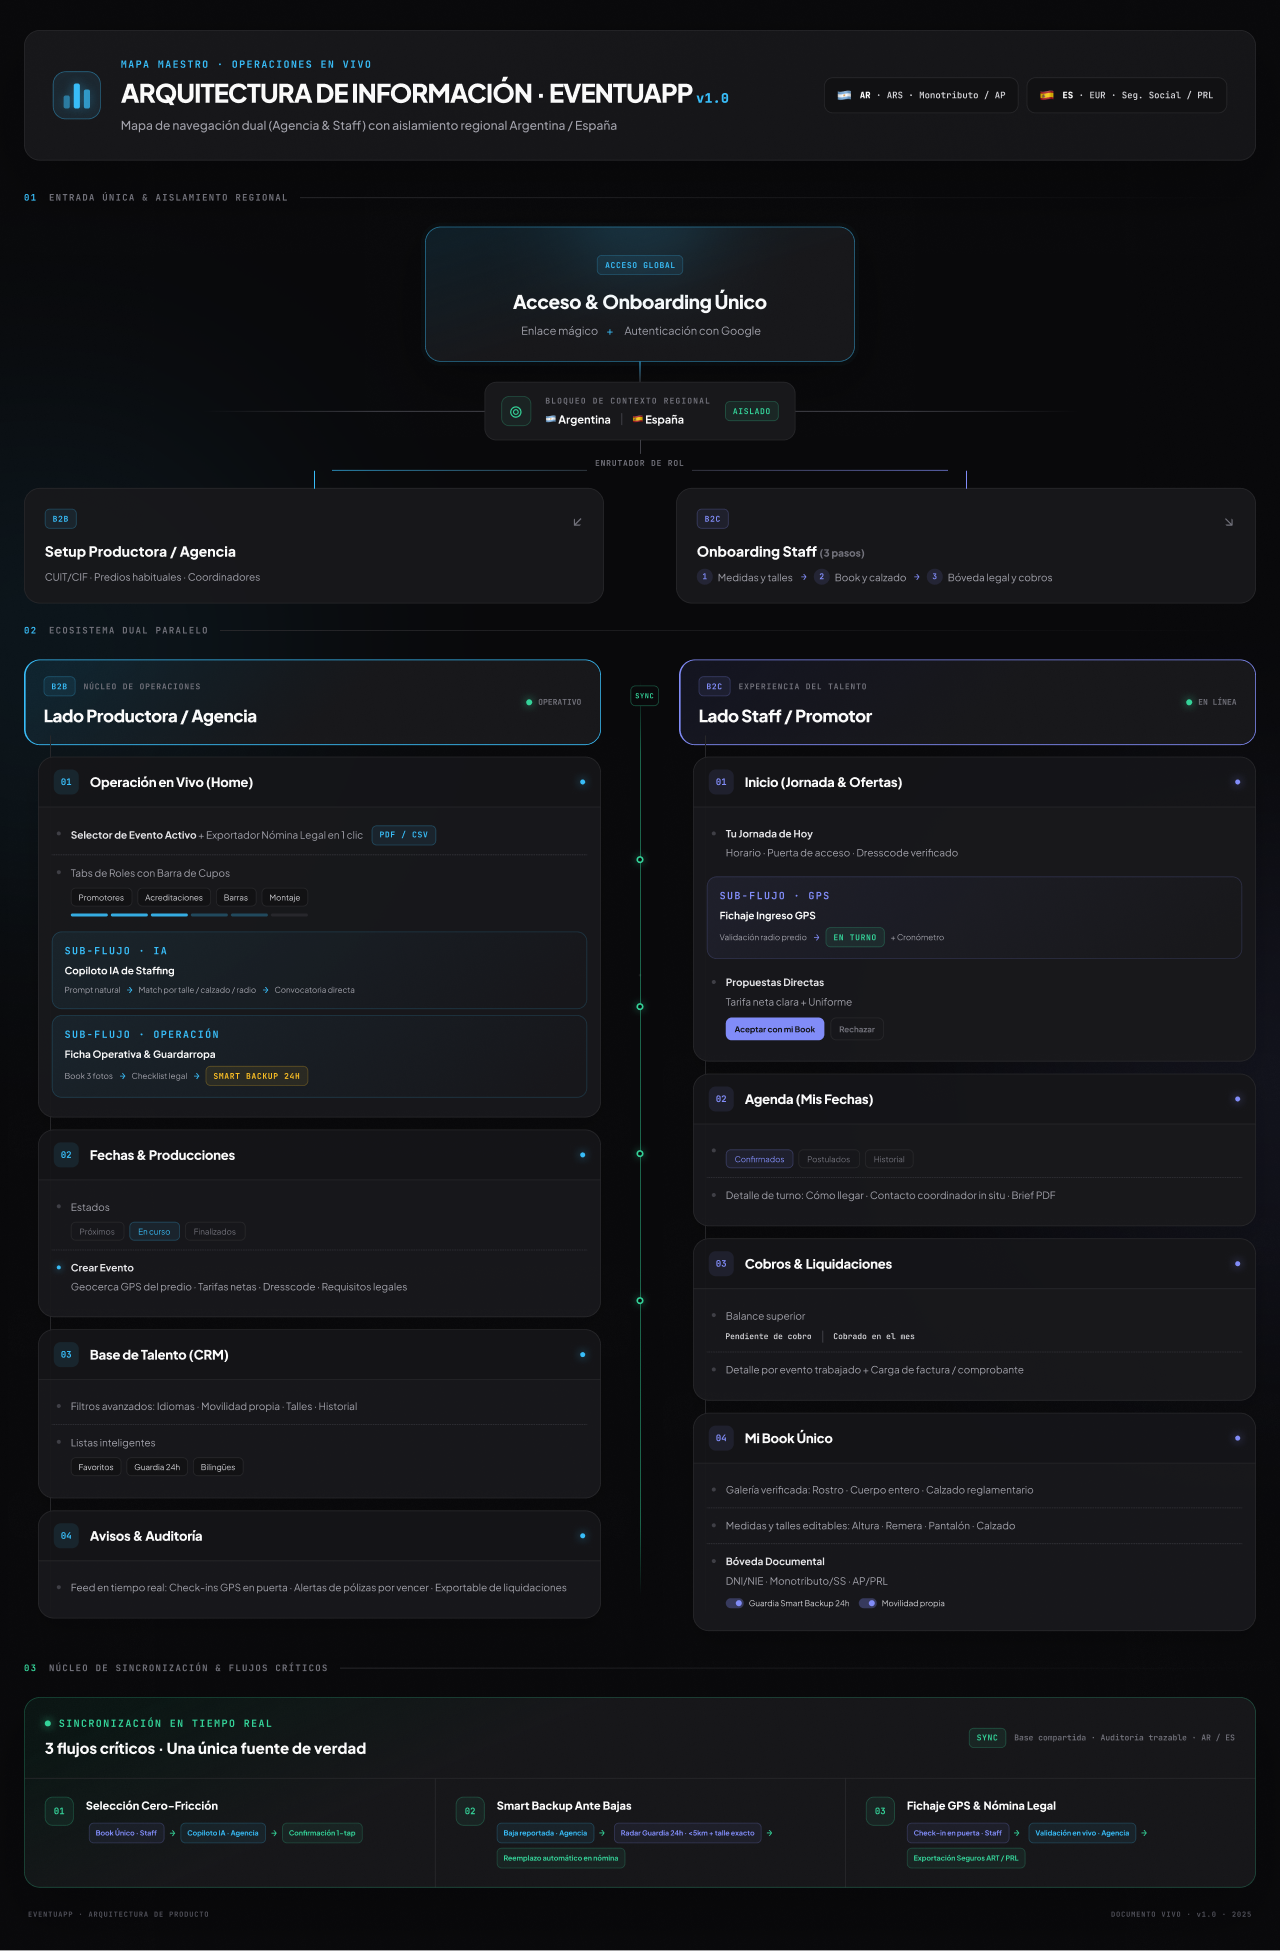 MAPA MAESTRO · OPERACIONES EN VIVO
ARQUITECTURA DE INFORMACIÓN · EVENTUAPP v1.0
Mapa de navegación dual (Agencia & Staff) con aislamiento regional Argentina / España
AR · ARS · Monotributo / AP
ES · EUR · Seg. Social / PRL
01 ENTRADA ÚNICA & AISLAMIENTO REGIONAL
ACCESO GLOBAL
Acceso & Onboarding Único
Enlace mágico + Autenticación con Google
BLOQUEO DE CONTEXTO REGIONAL
Argentina | España
AISLADO
ENRUTADOR DE ROL
B2B
Setup Productora / Agencia
CUIT/CIF · Predios habituales · Coordinadores
B2C
Onboarding Staff (3 pasos)
1 Medidas y talles → 2 Book y calzado → 3 Bóveda legal y cobros
02 ECOSISTEMA DUAL PARALELO
B2B NÚCLEO DE OPERACIONES
Lado Productora / Agencia
OPERATIVO
SYNC
B2C EXPERIENCIA DEL TALENTO
Lado Staff / Promotor
EN LÍNEA
01 Operación en Vivo (Home)
Selector de Evento Activo + Exportador Nómina Legal en 1 clic PDF / CSV
Tabs de Roles con Barra de Cupos
Promotores Acreditaciones Barras Montaje
SUB-FLUJO · IA
Copiloto IA de Staffing
Prompt natural → Match por talle / calzado / radio → Convocatoria directa
SUB-FLUJO · OPERACIÓN
Ficha Operativa & Guardarropa
Book 3 fotos → Checklist legal → SMART BACKUP 24H
02 Fechas & Producciones
Estados
Próximos En curso Finalizados
Crear Evento
Geocerca GPS del predio · Tarifas netas · Dresscode · Requisitos legales
03 Base de Talento (CRM)
Filtros avanzados: Idiomas · Movilidad propia · Talles · Historial
Listas inteligentes
Favoritos Guardia 24h Bilingües
04 Avisos & Auditoría
Feed en tiempo real: Check-ins GPS en puerta · Alertas de pólizas por vencer · Exportable de liquidaciones
01 Inicio (Jornada & Ofertas)
Tu Jornada de Hoy
Horario · Puerta de acceso · Dresscode verificado
SUB-FLUJO · GPS
Fichaje Ingreso GPS
Validación radio predio → EN TURNO + Cronómetro
Propuestas Directas
Tarifa neta clara + Uniforme
Aceptar con mi Book Rechazar
02 Agenda (Mis Fechas)
Confirmados Postulados Historial
Detalle de turno: Cómo llegar · Contacto coordinador in situ · Brief PDF
03 Cobros & Liquidaciones
Balance superior
Pendiente de cobro | Cobrado en el mes
Detalle por evento trabajado + Carga de factura / comprobante
04 Mi Book Único
Galería verificada: Rostro · Cuerpo entero · Calzado reglamentario
Medidas y talles editables: Altura · Remera · Pantalón · Calzado
Bóveda Documental
DNI/NIE · Monotributo/SS · AP/PRL
Guardia Smart Backup 24h Movilidad propia
03 NÚCLEO DE SINCRONIZACIÓN & FLUJOS CRÍTICOS
SINCRONIZACIÓN EN TIEMPO REAL
3 flujos críticos · Una única fuente de verdad
SYNC Base compartida · Auditoría trazable · AR / ES
01 Selección Cero-Fricción
Book Único · Staff → Copiloto IA · Agencia → Confirmación 1-tap
02 Smart Backup Ante Bajas
Baja reportada · Agencia → Radar Guardia 24h · <5km + talle exacto →
Reemplazo automático en nómina
03 Fichaje GPS & Nómina Legal
Check-in en puerta · Staff → Validación en vivo · Agencia →
Exportación Seguros ART / PRL
EVENTUAPP · ARQUITECTURA DE PRODUCTO
DOCUMENTO VIVO · v1.0 · 2025